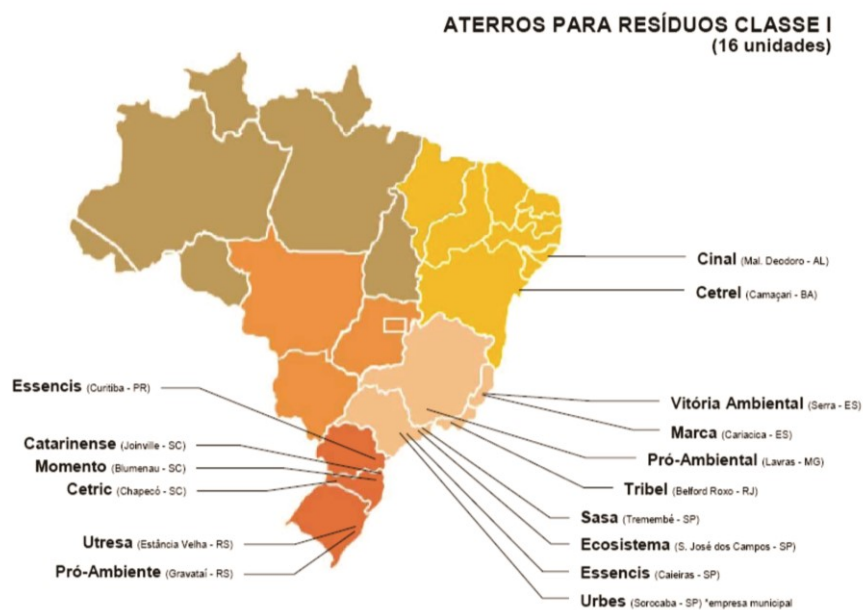 ATERROS PARA RESÍDUOS CLASSE I
(16 unidades)
Cinal (Mal. Deodoro - AL)
Cetrel (Camaçari - BA)
Essencis (Curitiba - PR)
Catarinense (Joinville - SC)
Momento (Blumenau - SC)
Cetric (Chapecó - SC)
Utresa (Estância Velha - RS)
Pró-Ambiente (Gravataí - RS)
Vitória Ambiental (Serra - ES)
Marca (Cariacica - ES)
Pró-Ambiental (Lavras - MG)
Tribel (Belford Roxo - RJ)
Sasa (Tremembé - SP)
Ecosistema (S. José dos Campos - SP)
Essencis (Caieiras - SP)
Urbes (Sorocaba - SP) *empresa municipal